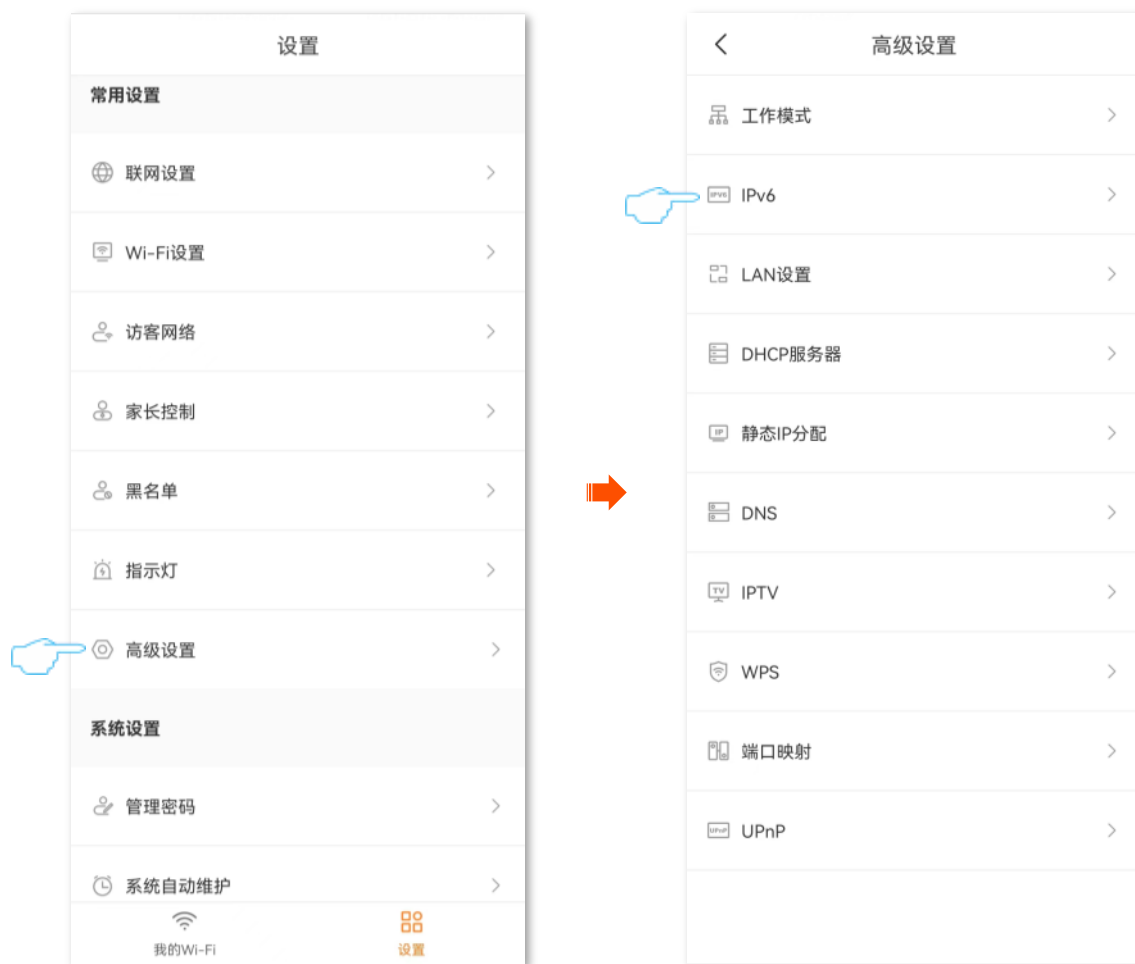 设置
常用设置
联网设置
Wi-Fi设置
访客网络
家长控制
黑名单
指示灯
高级设置
系统设置
管理密码
系统自动维护
我的Wi-Fi
设置
高级设置
工作模式
IPV6 IPv6
LAN设置
DHCP服务器
IP 静态IP分配
DNS
TV IPTV
WPS
端口映射
UPnP UPnP